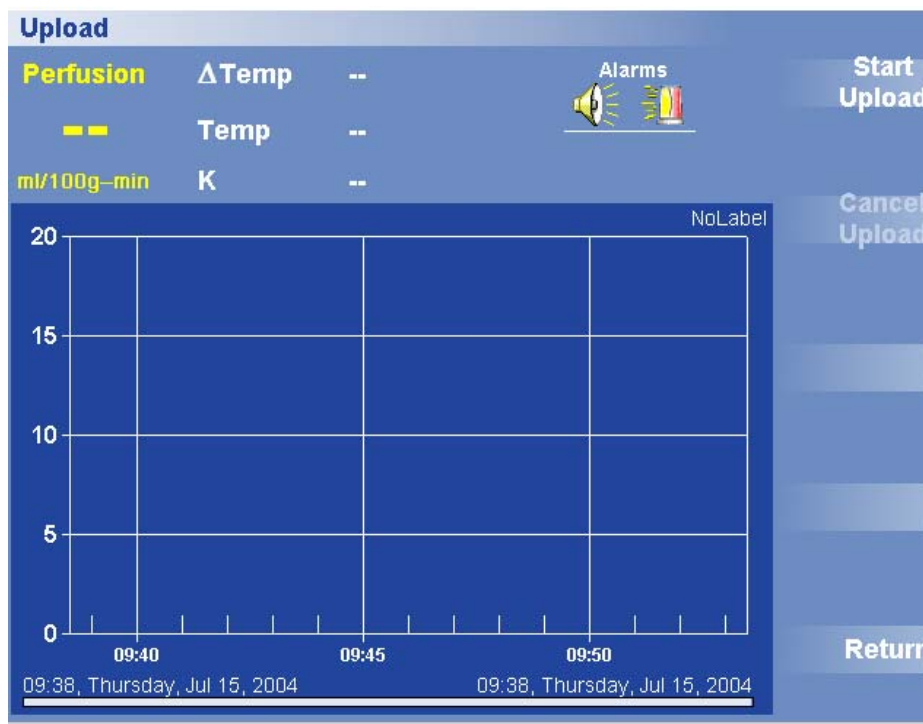 Upload
Perfusion
--
ml/100g–min
ΔTemp --
Temp --
K --
Alarms
Start
Upload
Cancel
Upload
Return
NoLabel
20
15
10
5
0
09:40 09:45 09:50
09:38, Thursday, Jul 15, 2004 09:38, Thursday, Jul 15, 2004